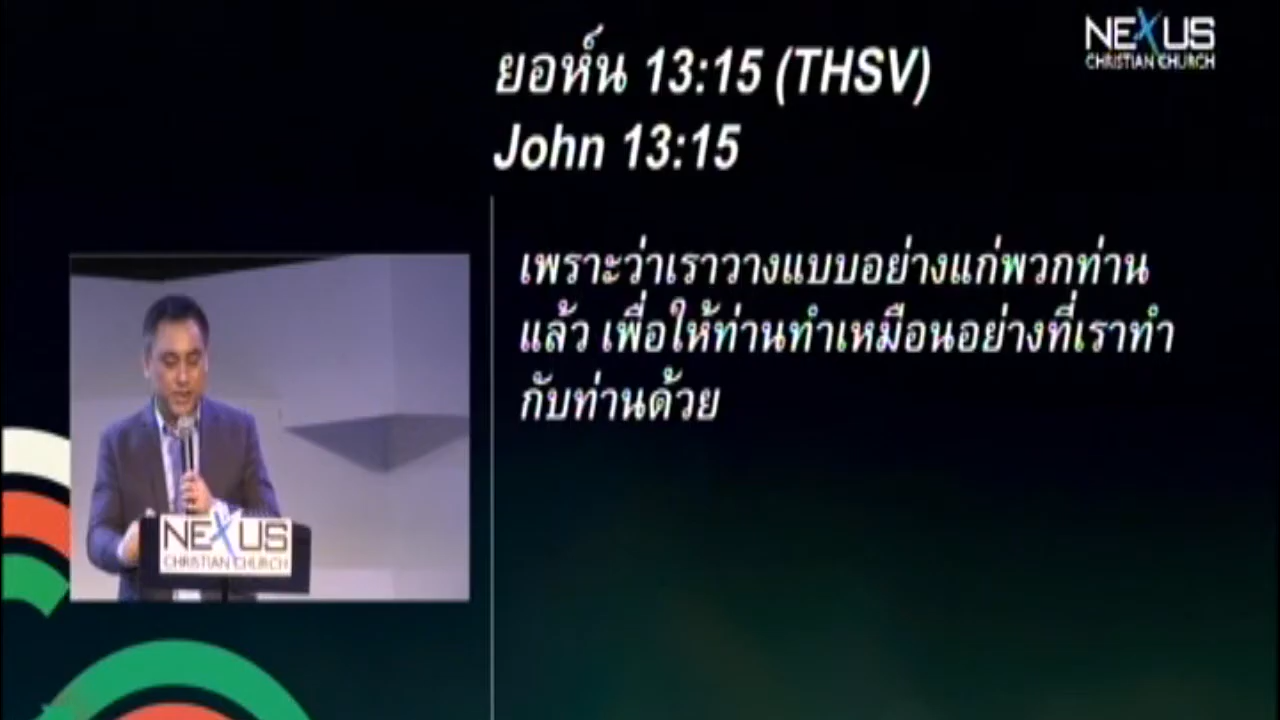 NEXUS
CHRISTIAN CHURCH
ยอห์น 13:15 (THSV)
John 13:15
เพราะว่าเราวางแบบอย่างแก่พวกท่าน
แล้ว เพื่อให้ท่านทำเหมือนอย่างที่เราทำ
กับท่านด้วย
NEXUS
CHRISTIAN CHURCH